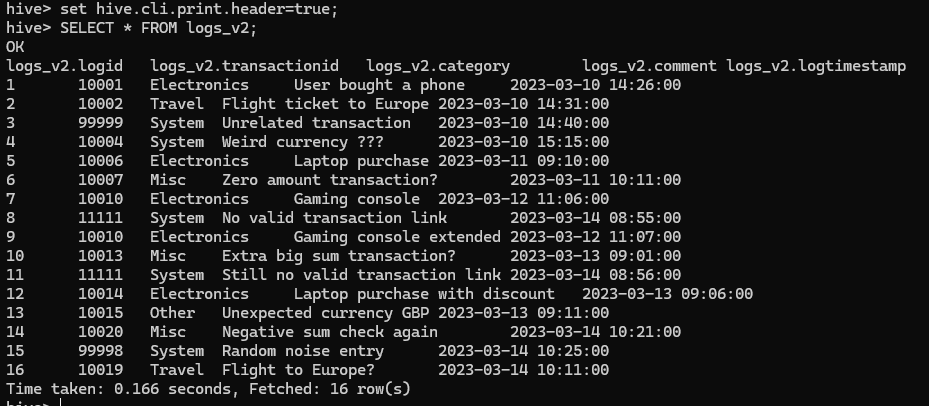 hive> set hive.cli.print.header=true;
hive> SELECT * FROM logs_v2;
OK
logs_v2.logid logs_v2.transactionid logs_v2.category logs_v2.comment logs_v2.logtimestamp
1 10001 Electronics User bought a phone 2023-03-10 14:26:00
2 10002 Travel Flight ticket to Europe 2023-03-10 14:31:00
3 99999 System Unrelated transaction 2023-03-10 14:40:00
4 10004 System Weird currency ??? 2023-03-10 15:15:00
5 10006 Electronics Laptop purchase 2023-03-11 09:10:00
6 10007 Misc Zero amount transaction? 2023-03-11 10:11:00
7 10010 Electronics Gaming console 2023-03-12 11:06:00
8 11111 System No valid transaction link 2023-03-14 08:55:00
9 10010 Electronics Gaming console extended 2023-03-12 11:07:00
10 10013 Misc Extra big sum transaction? 2023-03-13 09:01:00
11 11111 System Still no valid transaction link 2023-03-14 08:56:00
12 10014 Electronics Laptop purchase with discount 2023-03-13 09:06:00
13 10015 Other Unexpected currency GBP 2023-03-13 09:11:00
14 10020 Misc Negative sum check again 2023-03-14 10:21:00
15 99998 System Random noise entry 2023-03-14 10:25:00
16 10019 Travel Flight to Europe? 2023-03-14 10:11:00
Time taken: 0.166 seconds, Fetched: 16 row(s)
hive>